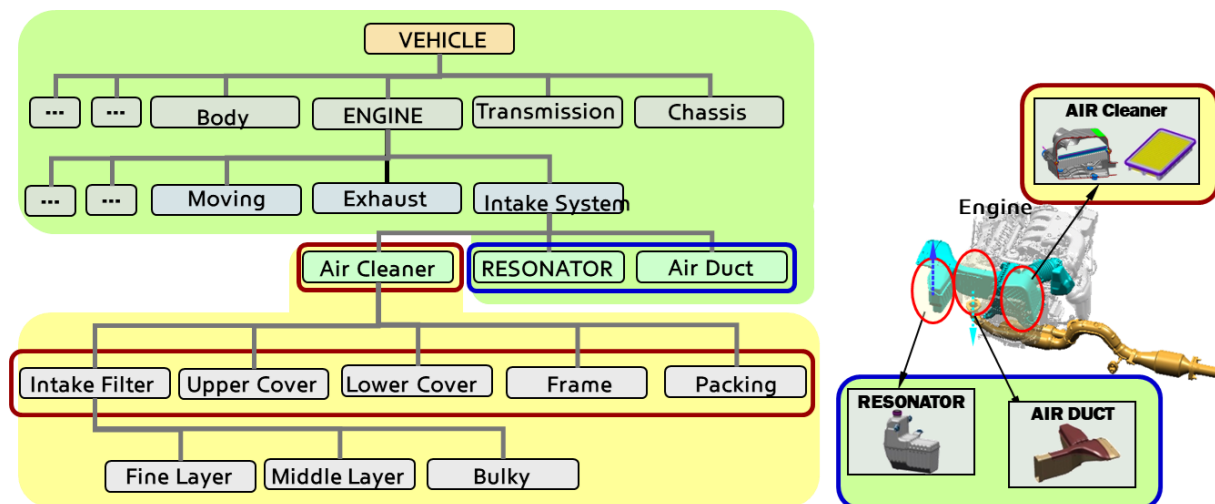 VEHICLE
...
...
Body
ENGINE
Transmission
Chassis
...
...
Moving
Exhaust
Intake System
Air Cleaner
RESONATOR
Air Duct
Intake Filter
Upper Cover
Lower Cover
Frame
Packing
Fine Layer
Middle Layer
Bulky
AIR Cleaner
Engine
RESONATOR
AIR DUCT